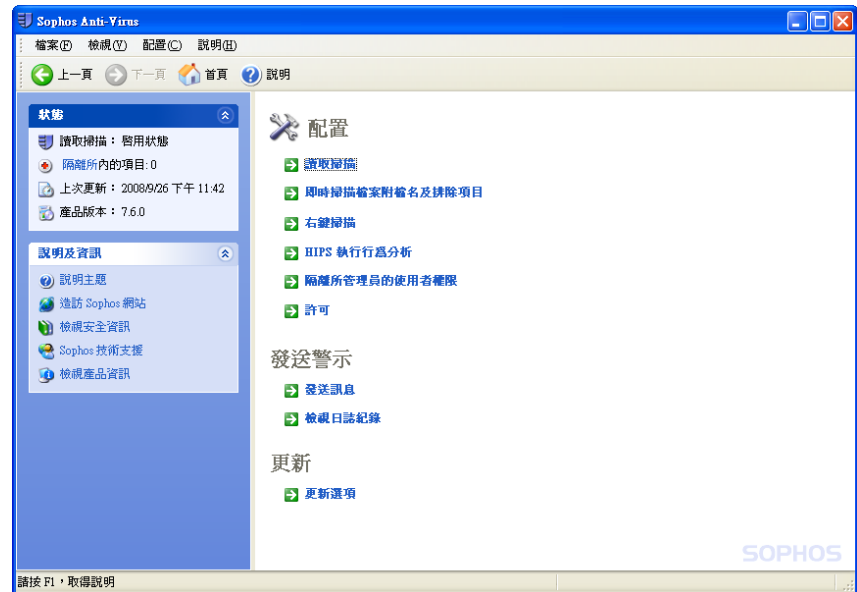 Sophos Anti-Virus
檔案(F) 檢視(V) 配置(C) 說明(H)
上一頁 下一頁 首頁 說明
狀態
讀取掃描：啓用狀態
隔離所內的項目:0
上次更新：2008/9/26 下午 11:42
產品版本：7.6.0
說明及資訊
說明主題
造訪 Sophos 網站
檢視安全資訊
Sophos 技術支援
檢視產品資訊
配置
讀取掃描
即時掃描檔案附檔名及排除項目
右鍵掃描
HIPS 執行行爲分析
隔離所管理員的使用者權限
許可
發送警示
發送訊息
檢視日誌紀錄
更新
更新選項
SOPHOS
請按 F1，取得說明